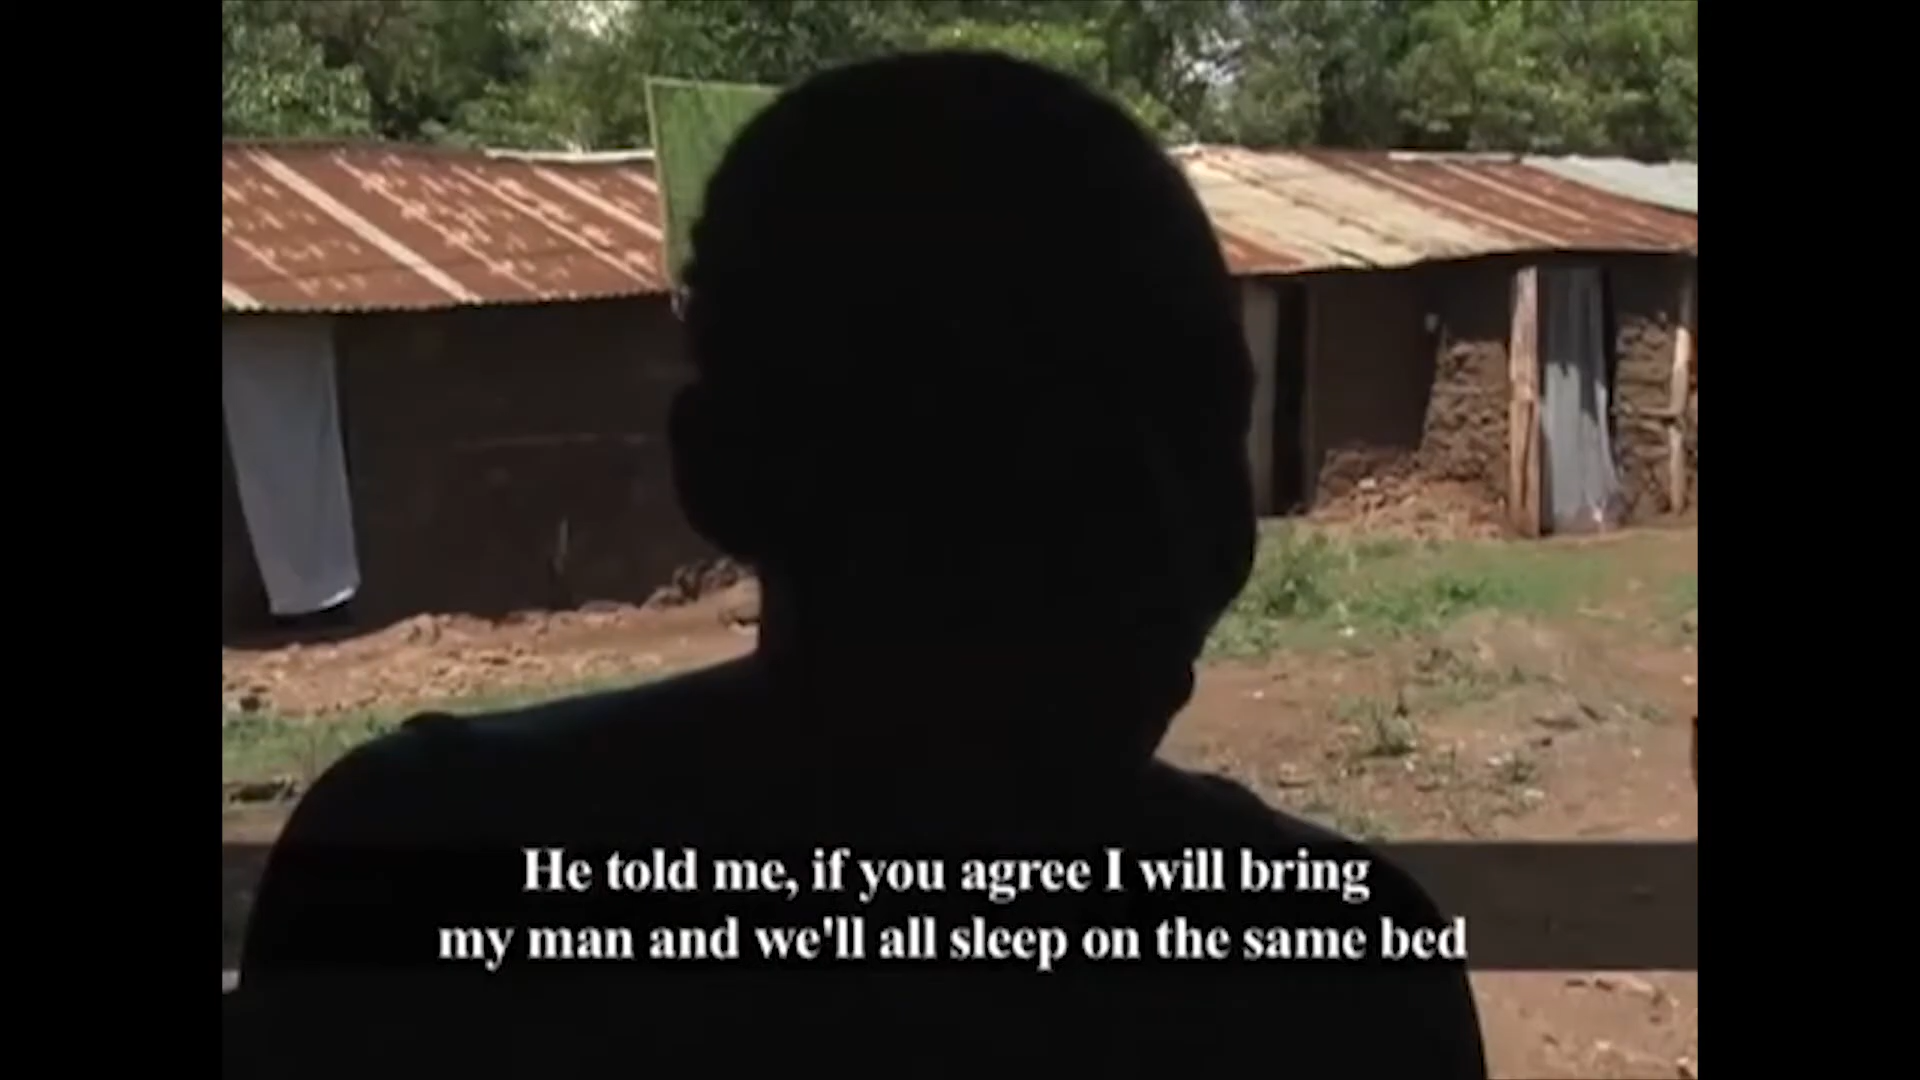 He told me, if you agree I will bring
my man and we'll all sleep on the same bed